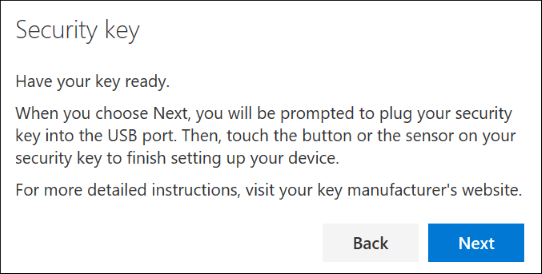 Security key
Have your key ready.
When you choose Next, you will be prompted to plug your security
key into the USB port. Then, touch the button or the sensor on your
security key to finish setting up your device.
For more detailed instructions, visit your key manufacturer's website.
Back
Next